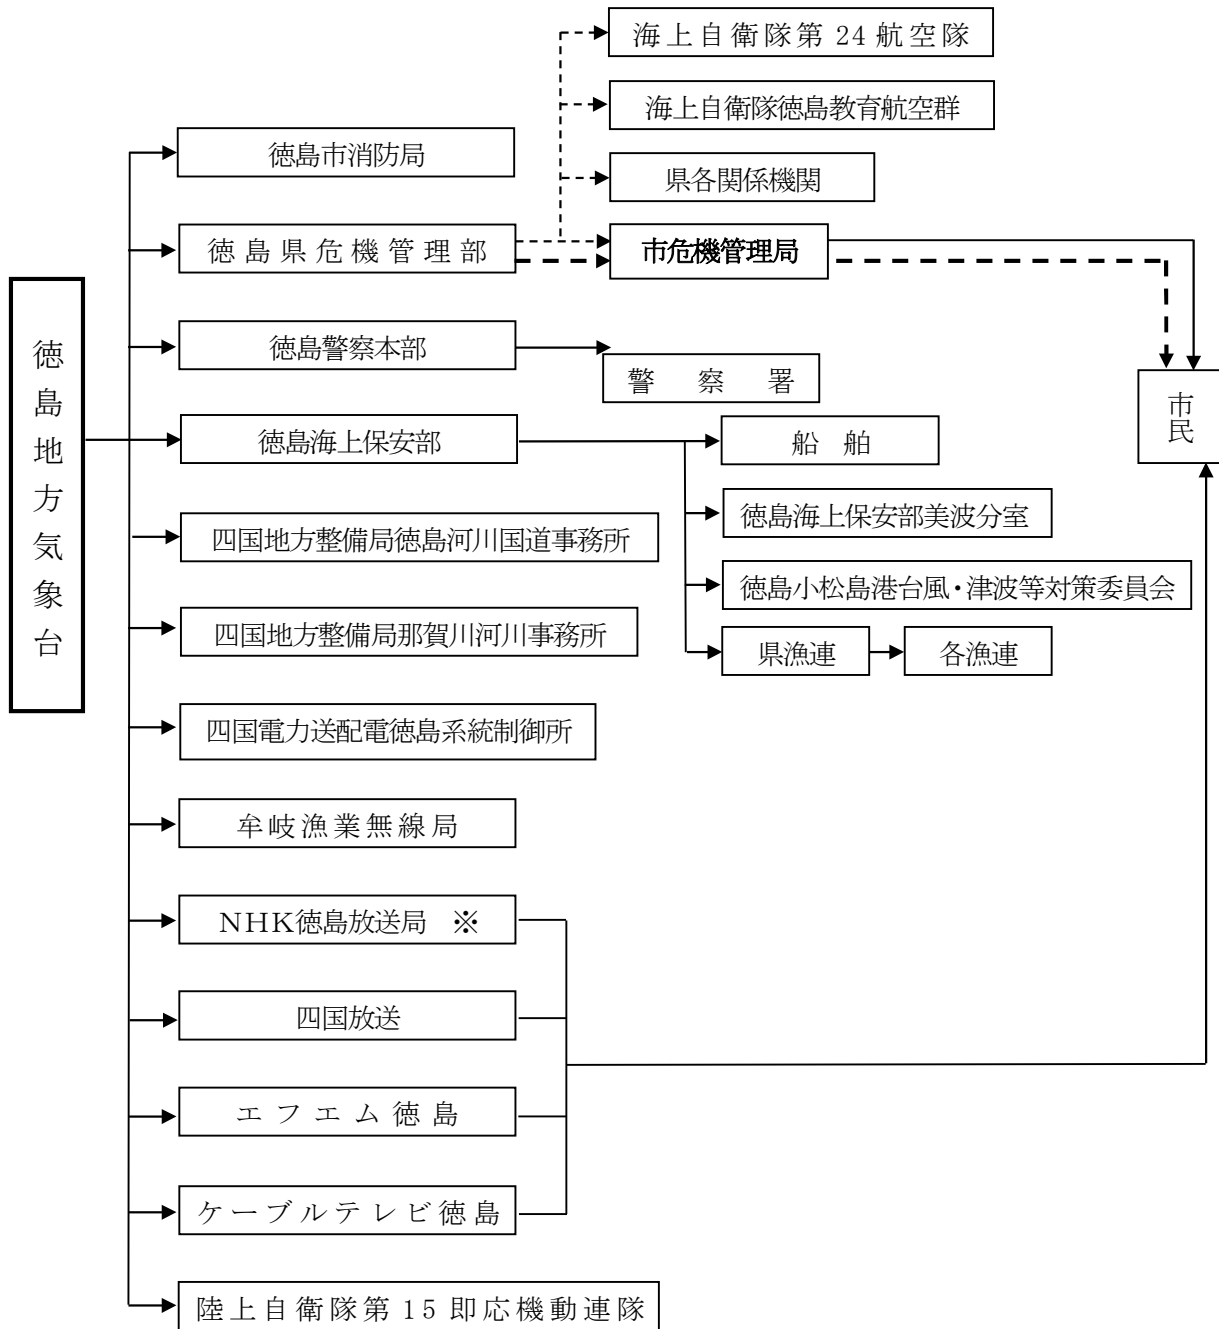 海上自衛隊第 24 航空隊
海上自衛隊徳島教育航空群
県各関係機関
徳島市消防局
徳島県危機管理部
市危機管理局
徳島地方気象台
徳島警察本部
警察署
徳島海上保安部
船舶
市民
徳島海上保安部美波分室
四国地方整備局徳島河川国道事務所
徳島小松島港台風・津波等対策委員会
四国地方整備局那賀川河川事務所
県漁連
各漁連
四国電力送配電徳島系統制御所
牟岐漁業無線局
NHK徳島放送局 ※
四国放送
エフエム徳島
ケーブルテレビ徳島
陸上自衛隊第 15 即応機動連隊